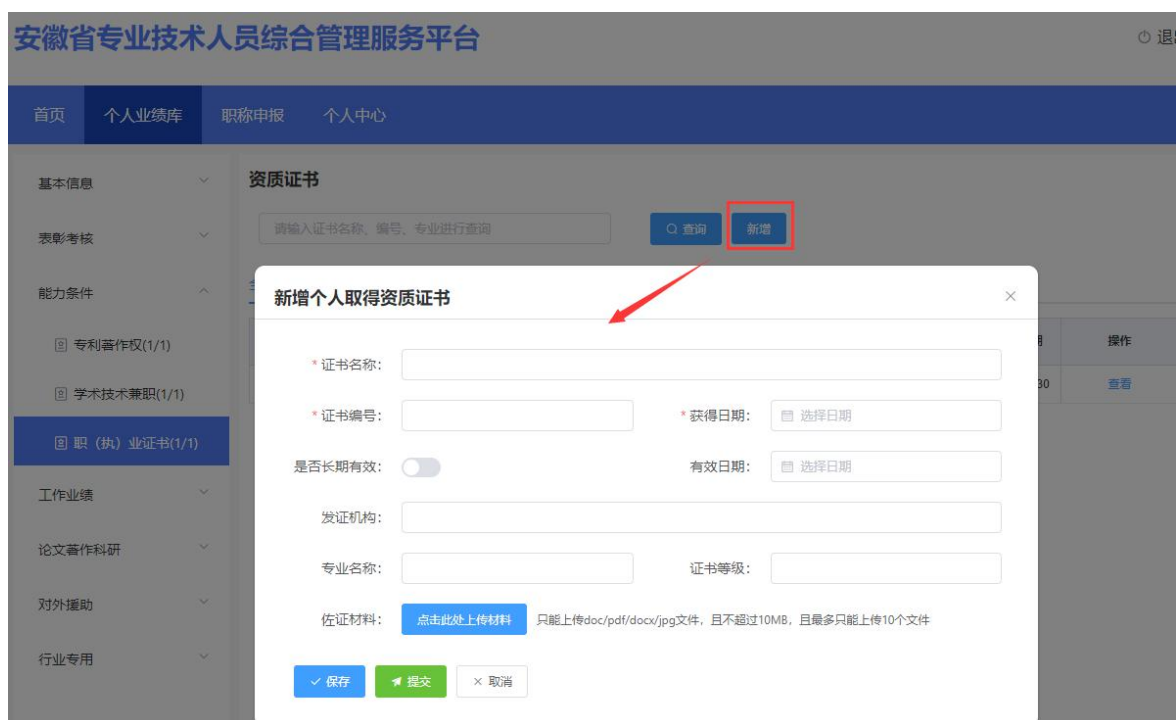 安徽省专业技术人员综合管理服务平台
首页 个人业绩库 职称申报 个人中心
基本信息
表彰考核
能力条件
专利著作权(1/1)
学术技术兼职(1/1)
职（执）业证书(1/1)
工作业绩
论文著作科研
对外援助
行业专用
资质证书
请输入证书名称、编号、专业进行查询 查询 新增
操作
30 查看
新增个人取得资质证书
* 证书名称：
* 证书编号： * 获得日期： 选择日期
是否长期有效： 有效日期： 选择日期
发证机构：
专业名称： 证书等级：
佐证材料： 点击此处上传材料 只能上传doc/pdf/docx/jpg文件，且不超过10MB，且最多只能上传10个文件
保存 提交 取消